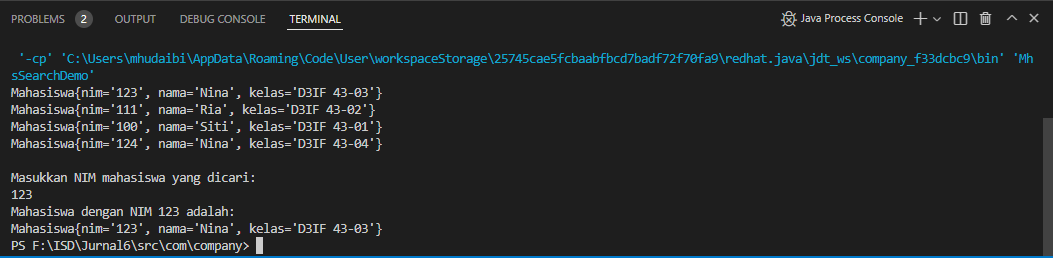 PROBLEMS 2 OUTPUT DEBUG CONSOLE TERMINAL Java Process Console
'-cp' 'C:\Users\mhudaibi\AppData\Roaming\Code\User\workspaceStorage\25745cae5fcbaabfbcd7badf72f70fa9\redhat.java\jdt_ws\company_f33dcbc9\bin' 'Mh
sSearchDemo'
Mahasiswa{nim='123', nama='Nina', kelas='D3IF 43-03'}
Mahasiswa{nim='111', nama='Ria', kelas='D3IF 43-02'}
Mahasiswa{nim='100', nama='Siti', kelas='D3IF 43-01'}
Mahasiswa{nim='124', nama='Nina', kelas='D3IF 43-04'}
Masukkan NIM mahasiswa yang dicari:
123
Mahasiswa dengan NIM 123 adalah:
Mahasiswa{nim='123', nama='Nina', kelas='D3IF 43-03'}
PS F:\ISD\Jurnal6\src\com\company>